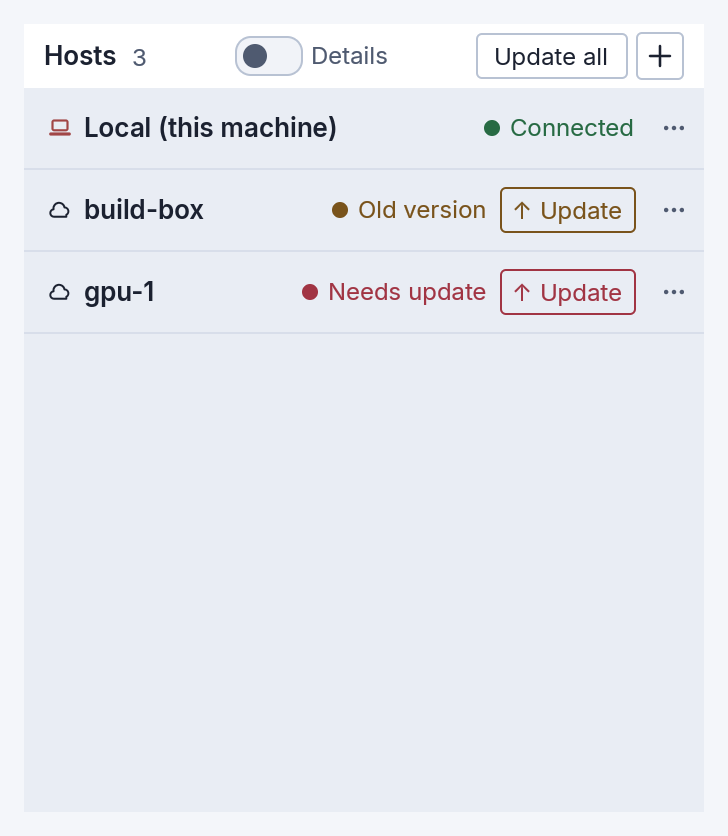 Hosts 3 Details Update all
Local (this machine) Connected
build-box Old version Update
gpu-1 Needs update Update